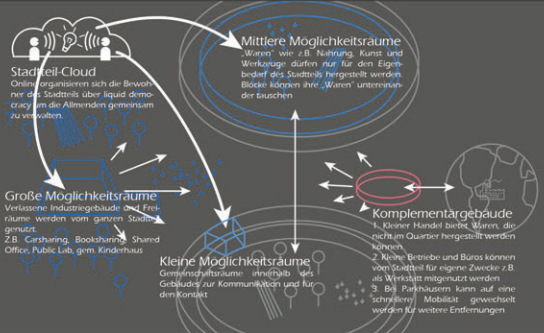 Stadtteil-Cloud
Online organisieren sich die Bewoh-
ner des Stadtteils über liquid demo-
cracy um die Allmenden gemeinsam
zu verwalten.
Mittlere Möglichkeitsräume
„Waren" wie z.B. Nahrung, Kunst und
Werkzeuge dürfen nur für den Eigen-
bedarf des Stadtteils hergestellt werden.
Blöcke können ihre „Waren" untereinan-
der tauschen
Große Möglichkeitsräume
Verlassene Industriegebäude und Frei-
räume werden vom ganzen Stadtteil
genutzt.
Z.B. Carsharing, Booksharing, Shared
Office, Public Lab, gem. Kinderhaus
Kleine Möglichkeitsräume
Gemeinschaftsräume innerhalb des
Gebäudes zur Kommunikation und für
den Kontakt
Komplementärgebäude
1. Kleiner Handel bietet Waren, die
nicht im Quartier hergestellt werden
können
2. Kleine Betriebe und Büros können
vom Stadtteil für eigene Zwecke z.B.
als Werkstatt mitgenutzt werden
3. Bei Parkhäusern kann auf eine
schnellere Mobilität gewechselt
werden für weitere Entfernungen